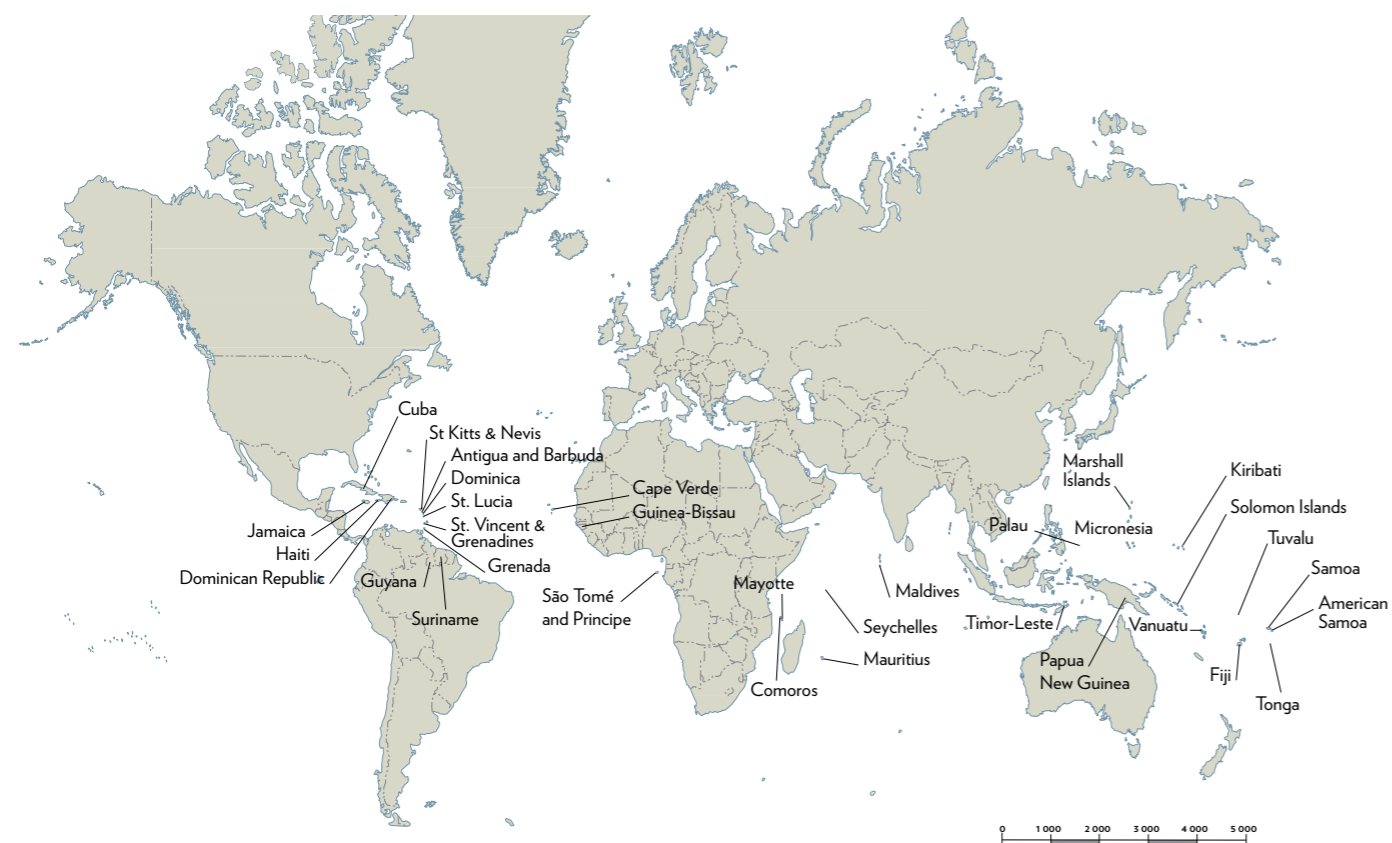 Cuba
St Kitts & Nevis
Antigua and Barbuda
Dominica
St. Lucia
St. Vincent &
Grenadines
Grenada
Jamaica
Haiti
Dominican Republic
Guyana
Suriname
Cape Verde
Guinea-Bissau
São Tomé
and Principe
Mayotte
Comoros
Maldives
Seychelles
Mauritius
Marshall
Islands
Palau
Micronesia
Timor-Leste
Papua
New Guinea
Vanuatu
Kiribati
Solomon Islands
Tuvalu
Samoa
American
Samoa
Fiji
Tonga
0 1 000 2 000 3 000 4 000 5 000